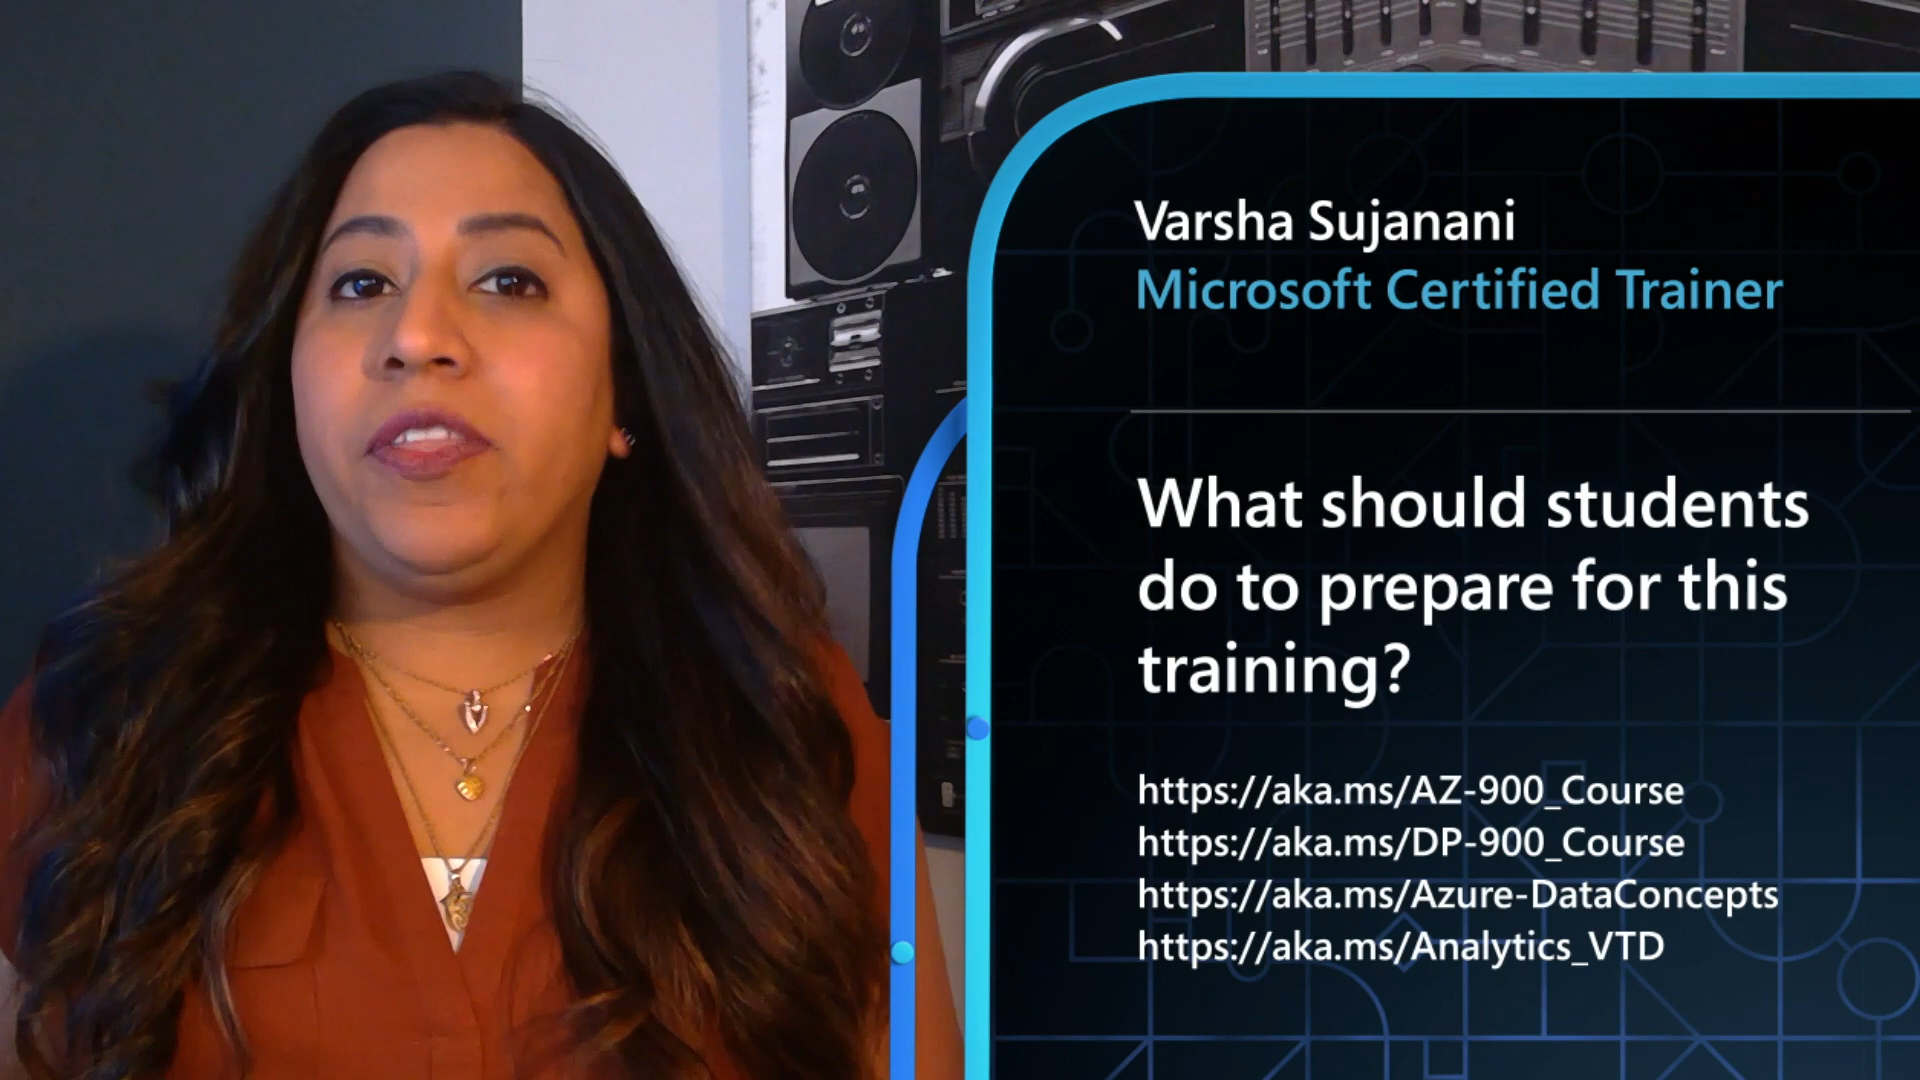 Varsha Sujanani
Microsoft Certified Trainer
What should students
do to prepare for this
training?
https://aka.ms/AZ-900_Course
https://aka.ms/DP-900_Course
https://aka.ms/Azure-DataConcepts
https://aka.ms/Analytics_VTD